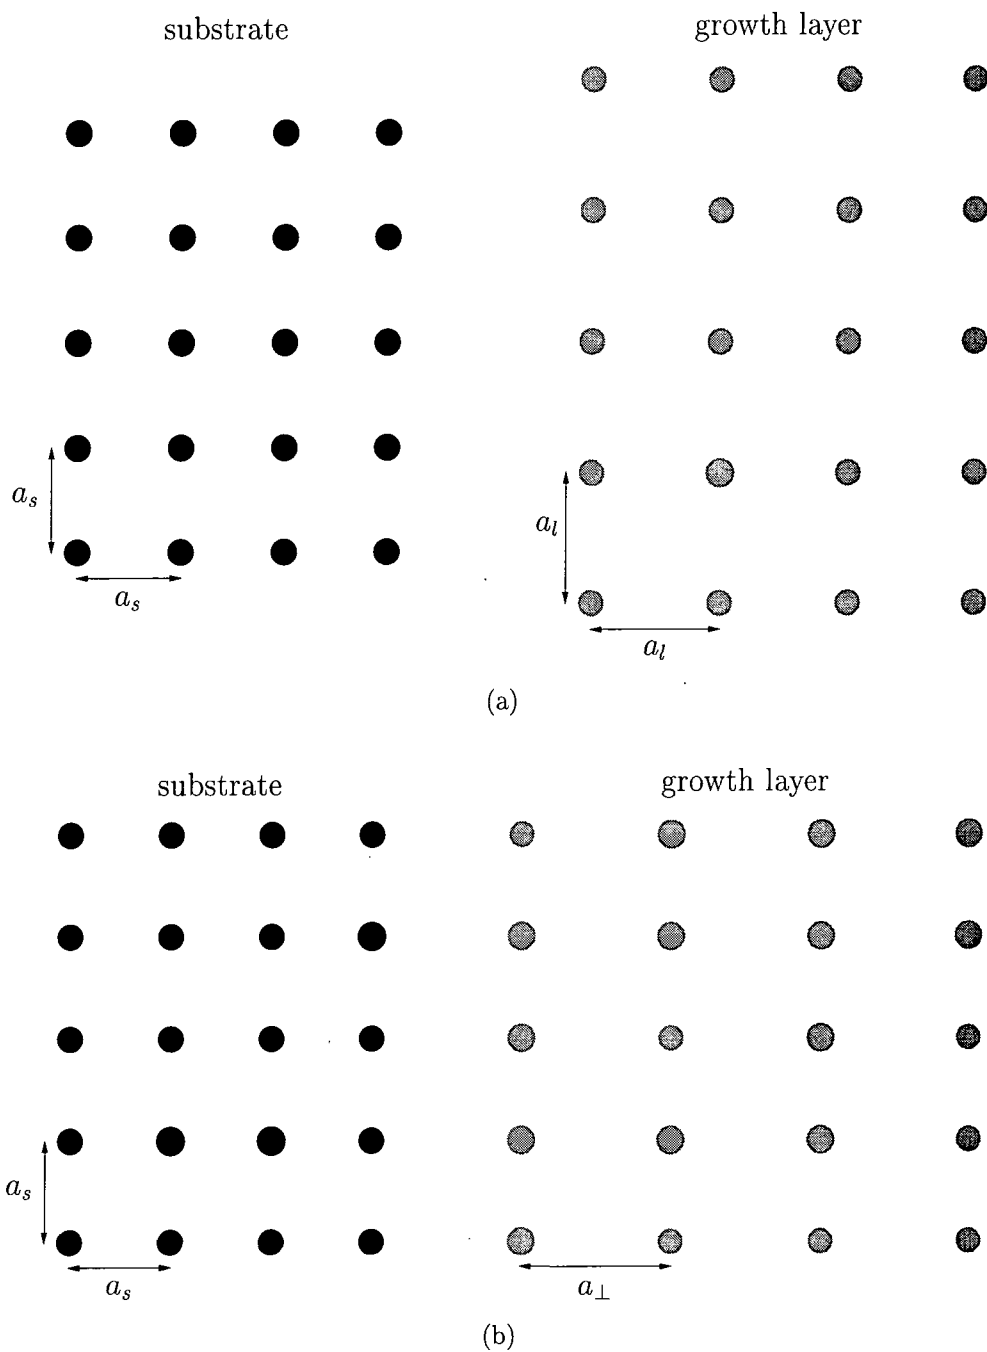 substrate
growth layer
a_s
a_s
a_l
a_l
(a)
substrate
growth layer
a_s
a_s
a_⊥
(b)